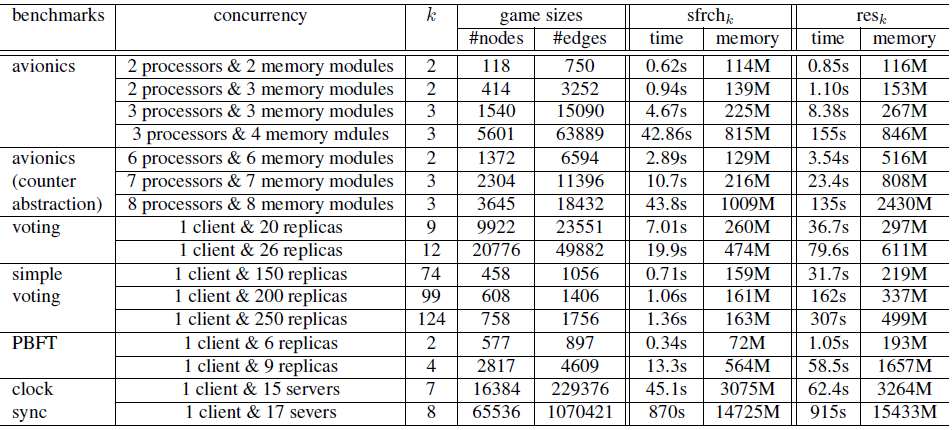 benchmarks concurrency k game sizes sfrch_k res_k
#nodes #edges time memory time memory
avionics 2 processors & 2 memory modules 2 118 750 0.62s 114M 0.85s 116M
2 processors & 3 memory modules 2 414 3252 0.94s 139M 1.10s 153M
3 processors & 3 memory modules 3 1540 15090 4.67s 225M 8.38s 267M
3 processors & 4 memory mdules 3 5601 63889 42.86s 815M 155s 846M
avionics 6 processors & 6 memory modules 2 1372 6594 2.89s 129M 3.54s 516M
(counter 7 processors & 7 memory modules 3 2304 11396 10.7s 216M 23.4s 808M
abstraction) 8 processors & 8 memory modules 3 3645 18432 43.8s 1009M 135s 2430M
voting 1 client & 20 replicas 9 9922 23551 7.01s 260M 36.7s 297M
1 client & 26 replicas 12 20776 49882 19.9s 474M 79.6s 611M
simple 1 client & 150 replicas 74 458 1056 0.71s 159M 31.7s 219M
voting 1 client & 200 replicas 99 608 1406 1.06s 161M 162s 337M
1 client & 250 replicas 124 758 1756 1.36s 163M 307s 499M
PBFT 1 client & 6 replicas 2 577 897 0.34s 72M 1.05s 193M
1 client & 9 replicas 4 2817 4609 13.3s 564M 58.5s 1657M
clock 1 client & 15 servers 7 16384 229376 45.1s 3075M 62.4s 3264M
sync 1 client & 17 severs 8 65536 1070421 870s 14725M 915s 15433M